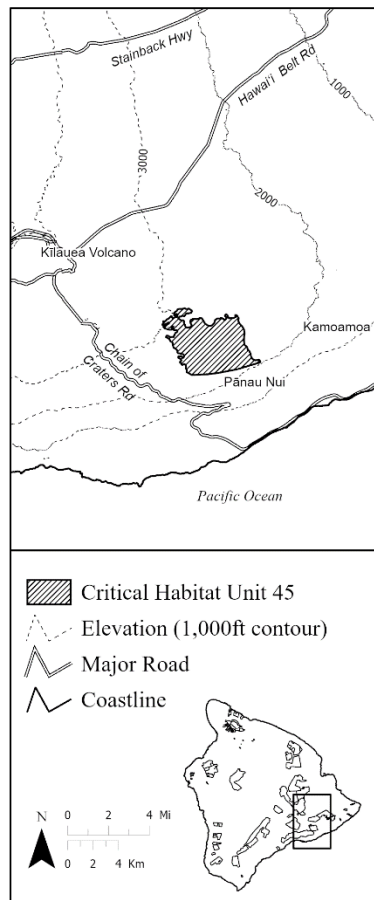 Stainback Hwy
Hawai'i Belt Rd
1000
3000
2000
Kīlauea Volcano
Kamoamoa
Chain of
Craters Rd
Pānau Nui
Pacific Ocean
Critical Habitat Unit 45
Elevation (1,000ft contour)
Major Road
Coastline
N
0 2 4 Mi
0 2 4 Km